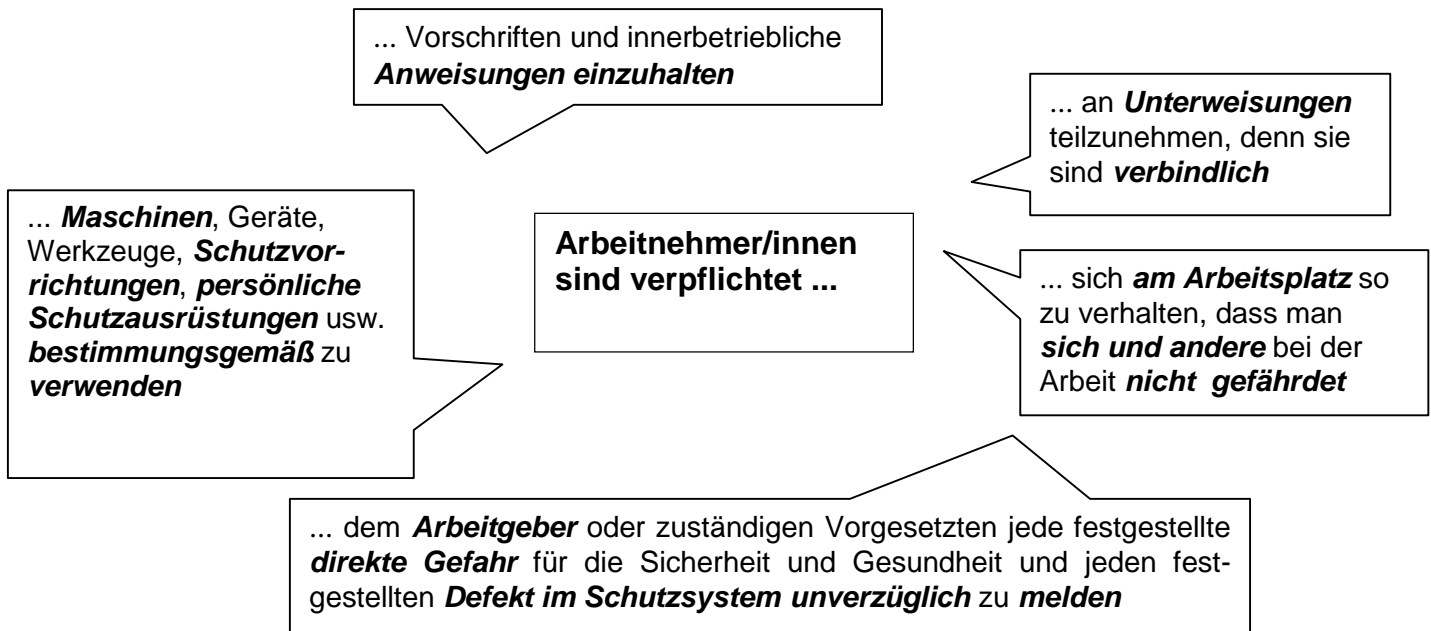 ... Vorschriften und innerbetriebliche
Anweisungen einzuhalten
... an Unterweisungen
teilzunehmen, denn sie
sind verbindlich
... Maschinen, Geräte,
Werkzeuge, Schutzvor-
richtungen, persönliche
Schutzausrüstungen usw.
bestimmungsgemäß zu
verwenden
Arbeitnehmer/innen
sind verpflichtet ...
... sich am Arbeitsplatz so
zu verhalten, dass man
sich und andere bei der
Arbeit nicht gefährdet
... dem Arbeitgeber oder zuständigen Vorgesetzten jede festgestellte
direkte Gefahr für die Sicherheit und Gesundheit und jeden fest-
gestellten Defekt im Schutzsystem unverzüglich zu melden